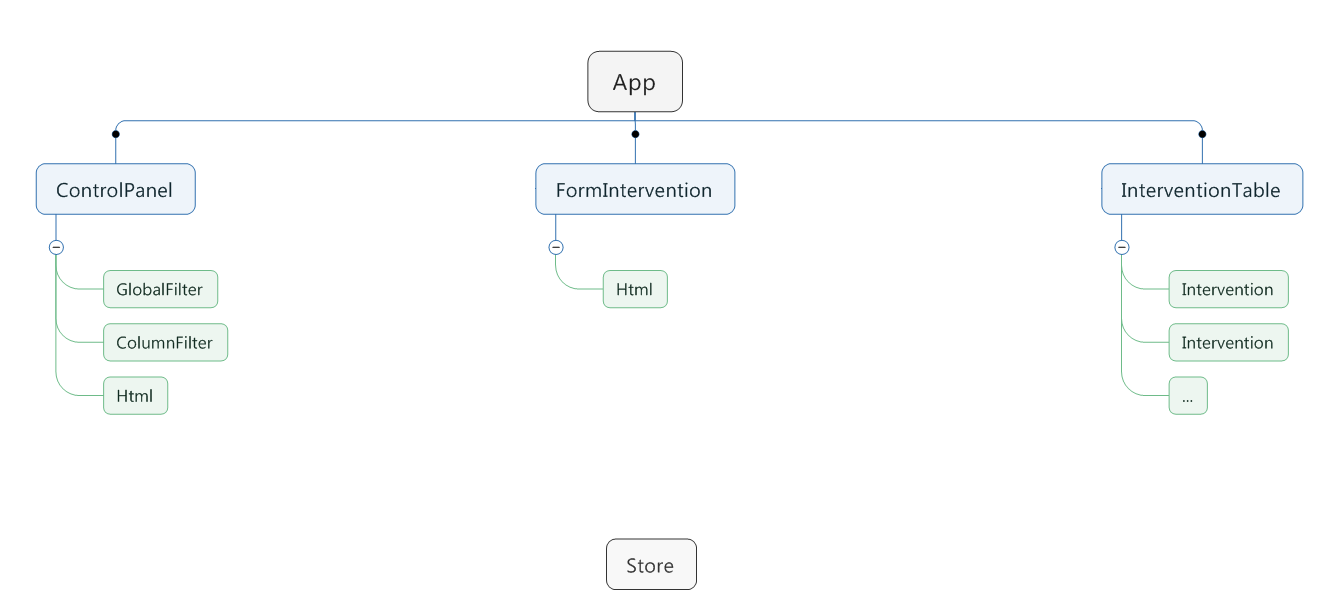 App
ControlPanel
FormIntervention
InterventionTable
GlobalFilter
ColumnFilter
Html
Html
Intervention
Intervention
...
Store